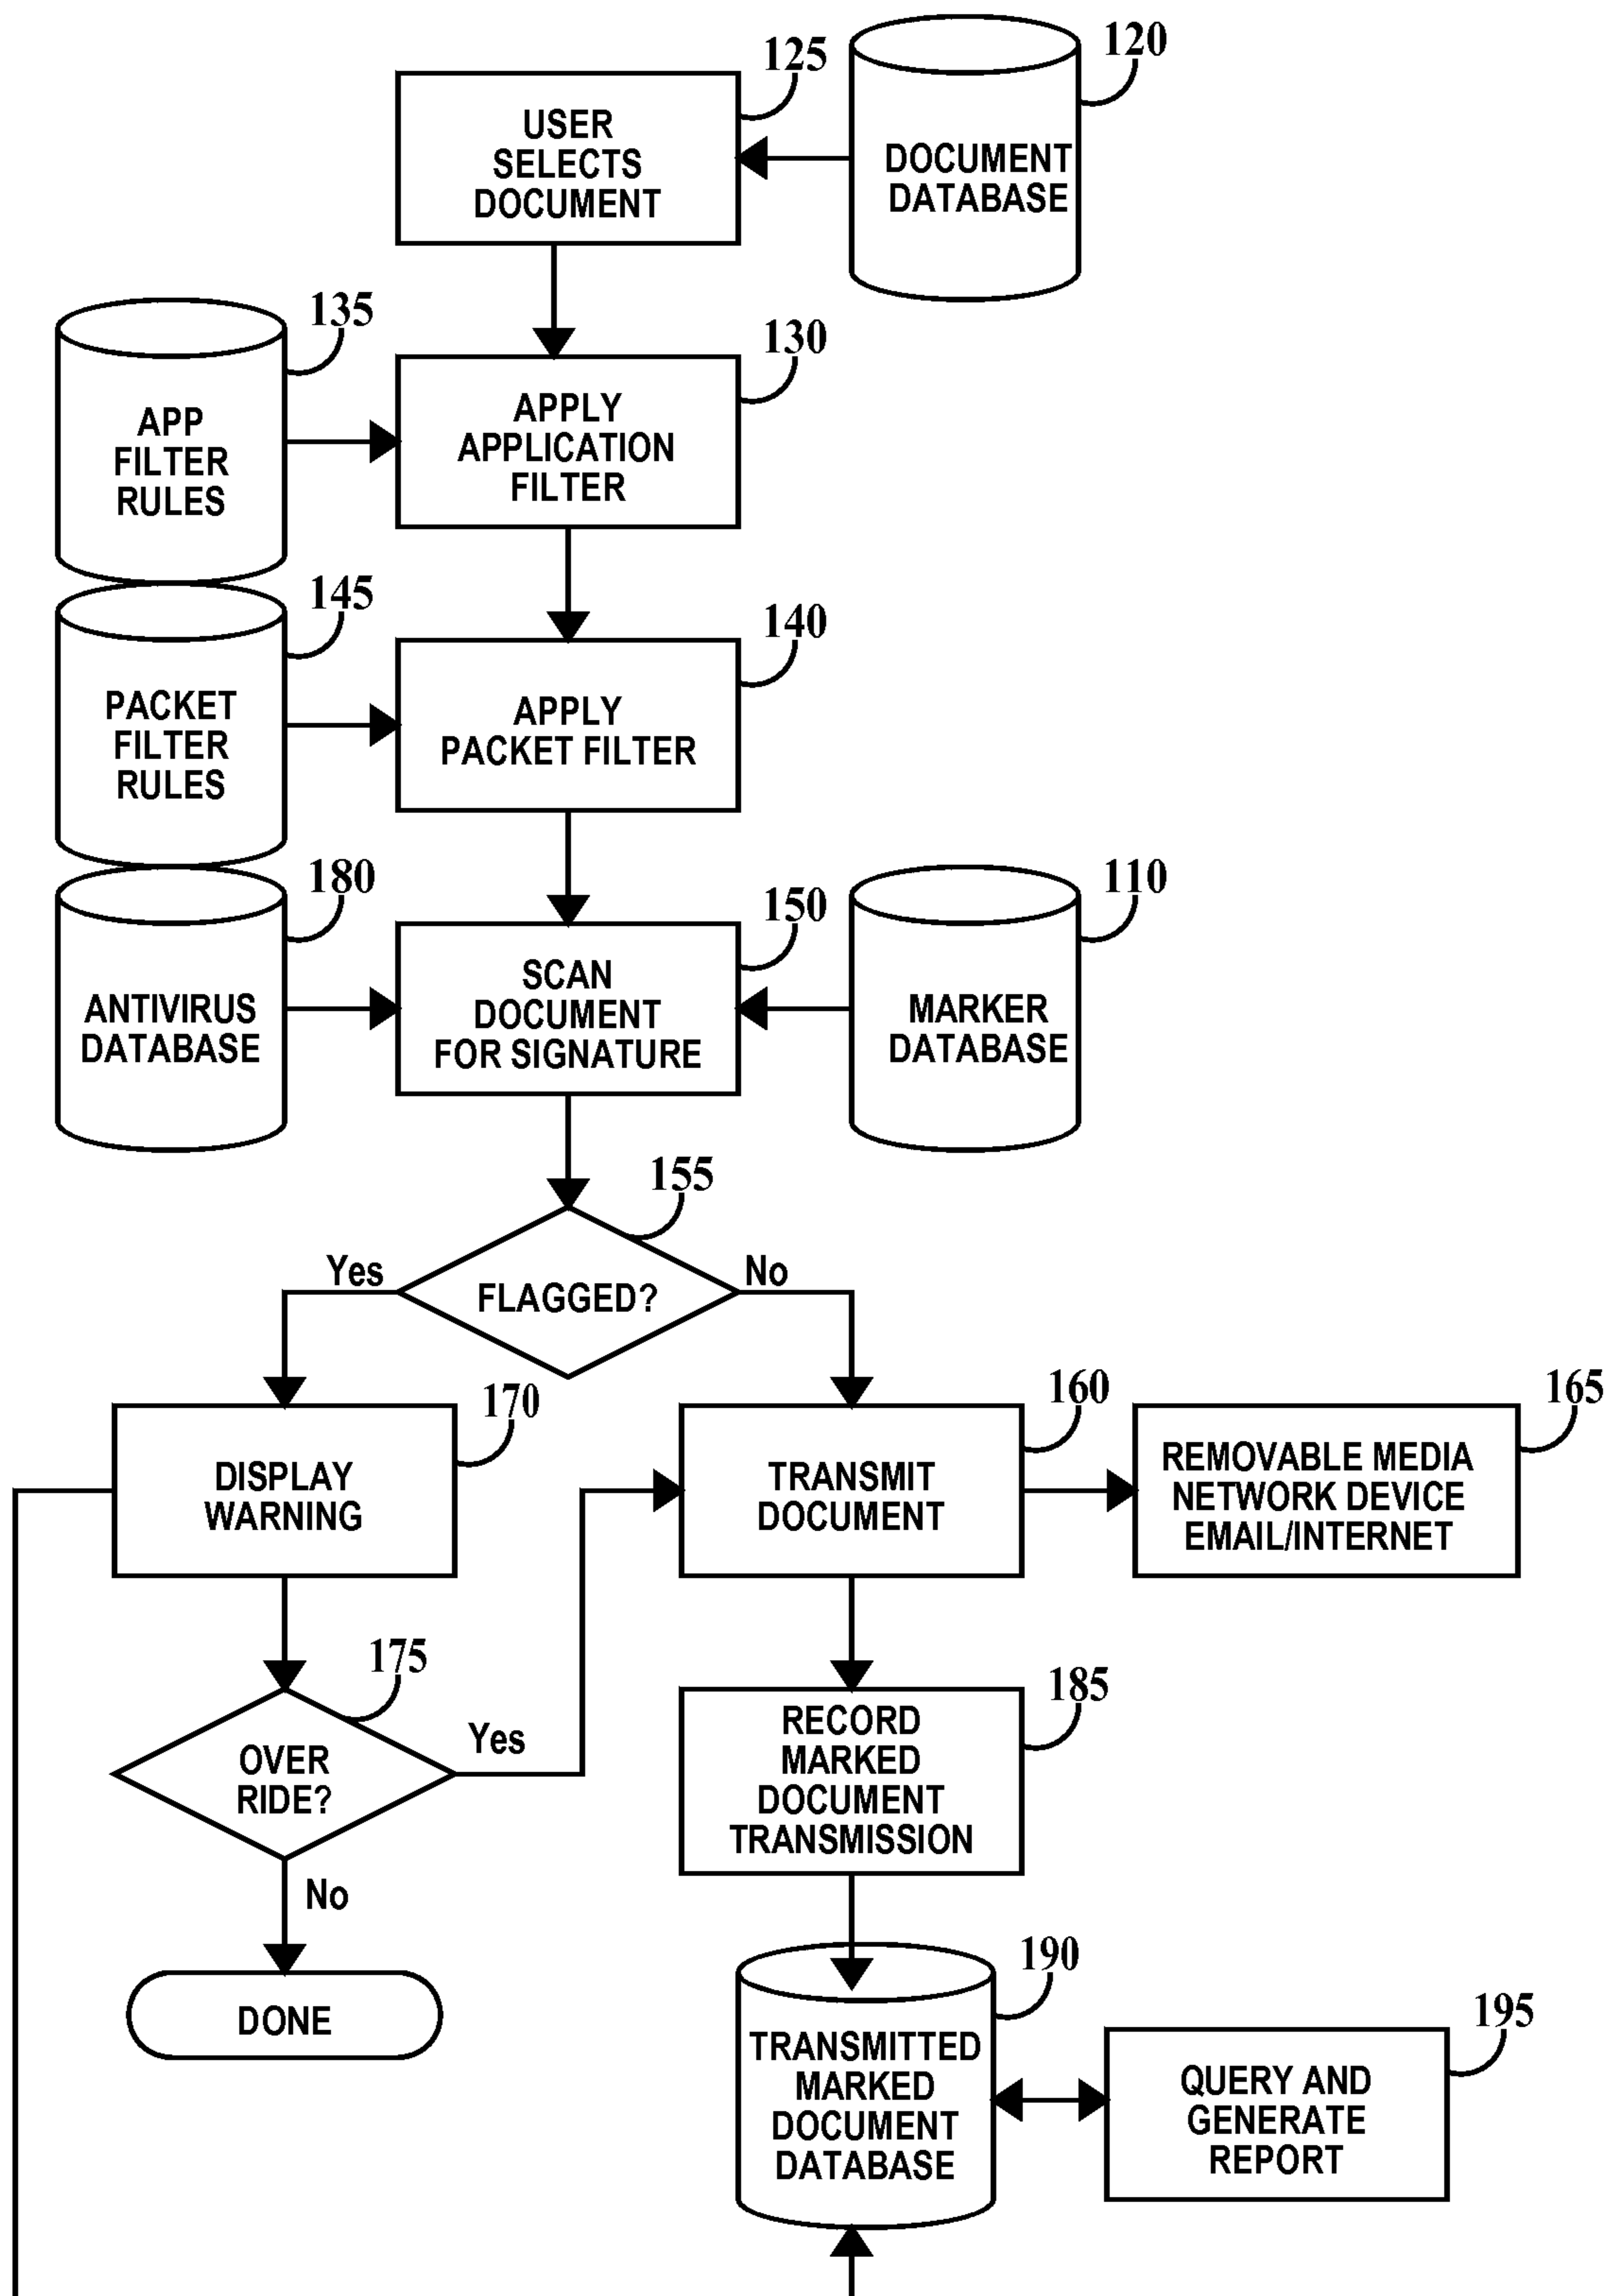 125
120
USER
SELECTS
DOCUMENT
DOCUMENT
DATABASE
135
130
APP
FILTER
RULES
APPLY
APPLICATION
FILTER
145
140
PACKET
FILTER
RULES
APPLY
PACKET FILTER
180
150
110
ANTIVIRUS
DATABASE
SCAN
DOCUMENT
FOR SIGNATURE
MARKER
DATABASE
155
Yes
FLAGGED?
No
170
160
165
DISPLAY
WARNING
TRANSMIT
DOCUMENT
REMOVABLE MEDIA
NETWORK DEVICE
EMAIL/INTERNET
175
185
OVER
RIDE?
Yes
RECORD
MARKED
DOCUMENT
TRANSMISSION
No
190
DONE
195
TRANSMITTED
MARKED
DOCUMENT
DATABASE
QUERY AND
GENERATE
REPORT